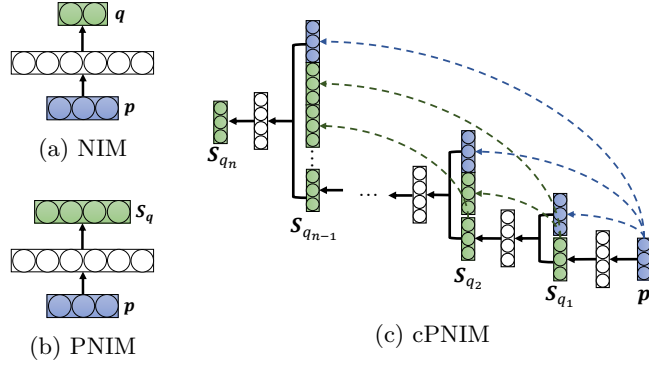 q
p
(a) NIM
S_q
p
(b) PNIM
S_{q_n}
S_{q_{n-1}}
...
S_{q_2}
S_{q_1}
p
(c) cPNIM